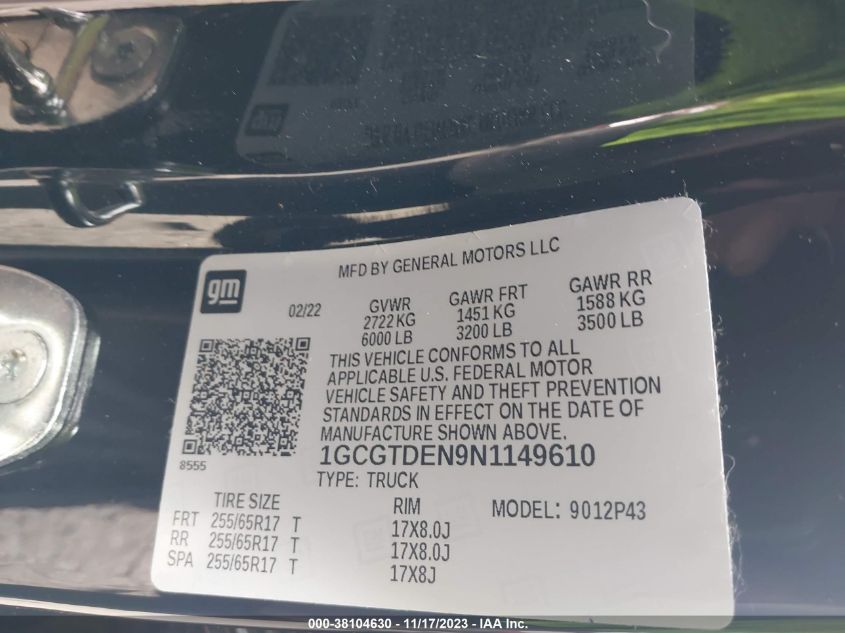 MFD BY GENERAL MOTORS LLC
gm
02/22
GVWR GAWR FRT GAWR RR
2722 KG 1451 KG 1588 KG
6000 LB 3200 LB 3500 LB
THIS VEHICLE CONFORMS TO ALL
APPLICABLE U.S. FEDERAL MOTOR
VEHICLE SAFETY AND THEFT PREVENTION
STANDARDS IN EFFECT ON THE DATE OF
MANUFACTURE SHOWN ABOVE.
8555
1GCGTDEN9N1149610
TYPE: TRUCK
TIRE SIZE RIM MODEL: 9012P43
FRT 255/65R17 T 17X8.0J
RR 255/65R17 T 17X8.0J
SPA 255/65R17 T 17X8J
000-38104630 - 11/17/2023 - IAA Inc.